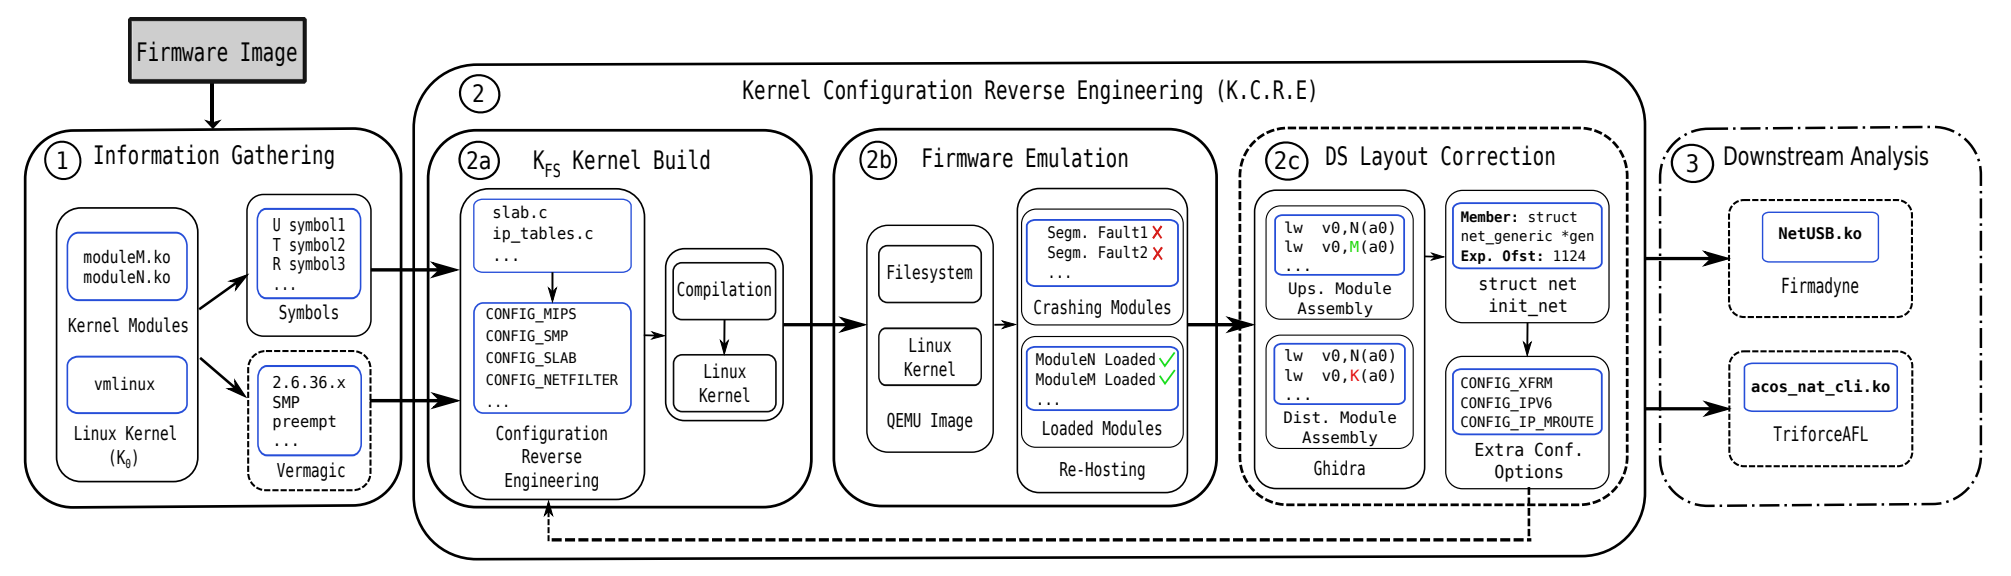 Firmware Image
1 Information Gathering
moduleM.ko
moduleN.ko
Kernel Modules
vmlinux
Linux Kernel
(K0)
U symbol1
T symbol2
R symbol3
...
Symbols
2.6.36.x
SMP
preempt
...
Vermagic
2 Kernel Configuration Reverse Engineering (K.C.R.E)
2a KFS Kernel Build
slab.c
ip_tables.c
...
CONFIG_MIPS
CONFIG_SMP
CONFIG_SLAB
CONFIG_NETFILTER
...
Configuration
Reverse
Engineering
Compilation
Linux
Kernel
2b Firmware Emulation
Filesystem
Linux
Kernel
QEMU Image
Segm. Fault1 ✗
Segm. Fault2 ✗
...
Crashing Modules
ModuleN Loaded ✓
ModuleM Loaded ✓
...
Loaded Modules
Re-Hosting
2c DS Layout Correction
lw v0,N(a0)
lw v0,M(a0)
...
Ups. Module
Assembly
lw v0,N(a0)
lw v0,K(a0)
...
Dist. Module
Assembly
Ghidra
Member: struct
net_generic *gen
Exp. Ofst: 1124
struct net
init_net
CONFIG_XFRM
CONFIG_IPV6
CONFIG_IP_MROUTE
Extra Conf.
Options
3 Downstream Analysis
NetUSB.ko
Firmadyne
acos_nat_cli.ko
TriforceAFL